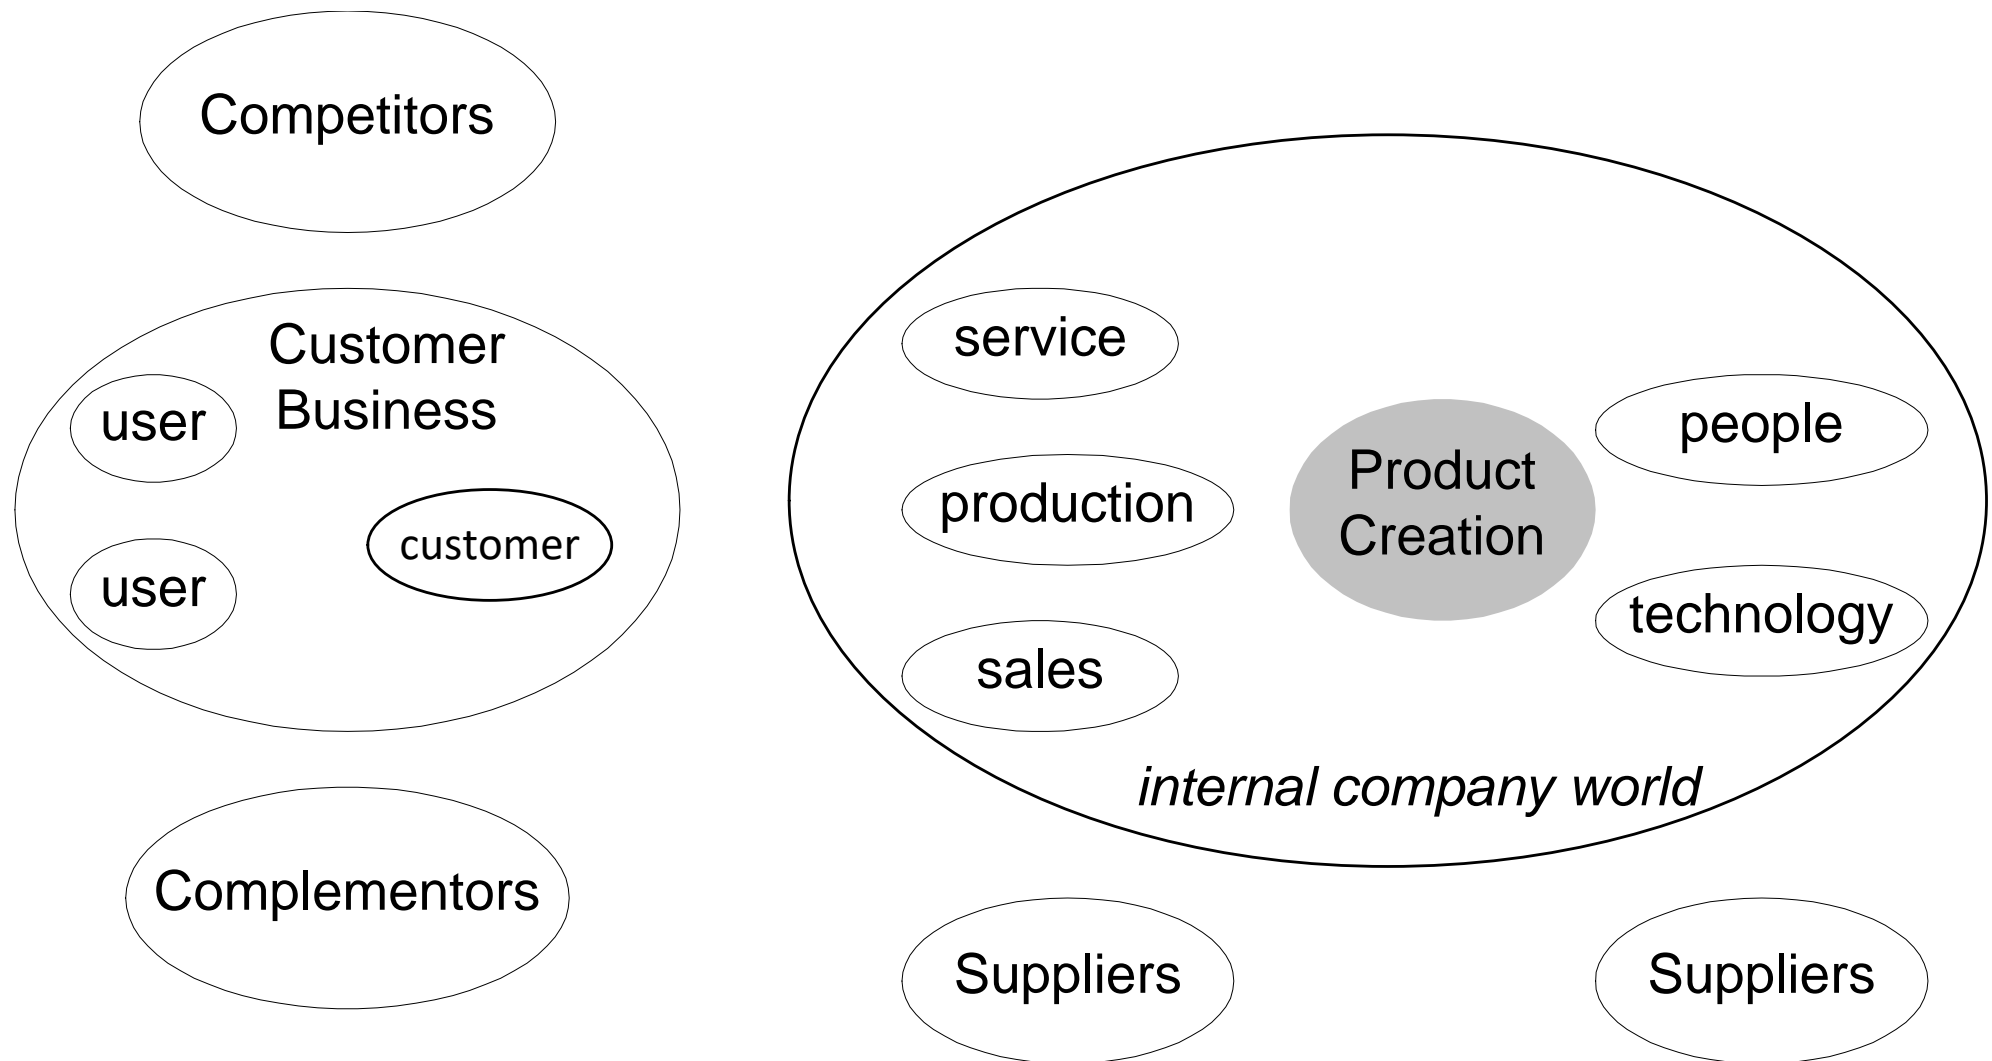 Competitors
Customer
Business
user
customer
user
Complementors
service
production
sales
Product
Creation
people
technology
internal company world
Suppliers
Suppliers